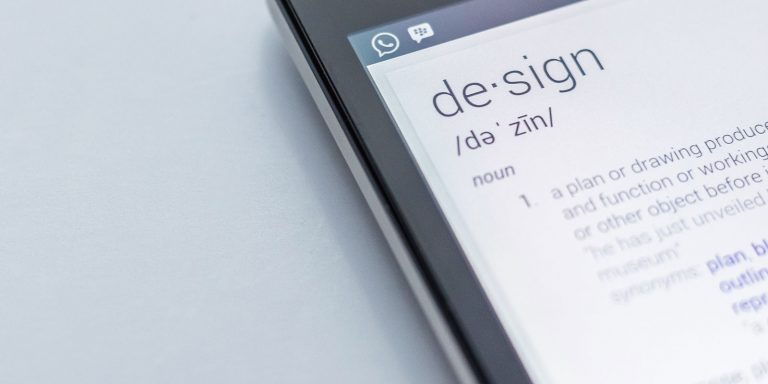 de·sign
/dəˈ zīn/
noun
1. a plan or drawing produce
and function or working
or other object before i
"he has just unveiled
museum"
synonyms: plan, bl
outlin
repr
"a